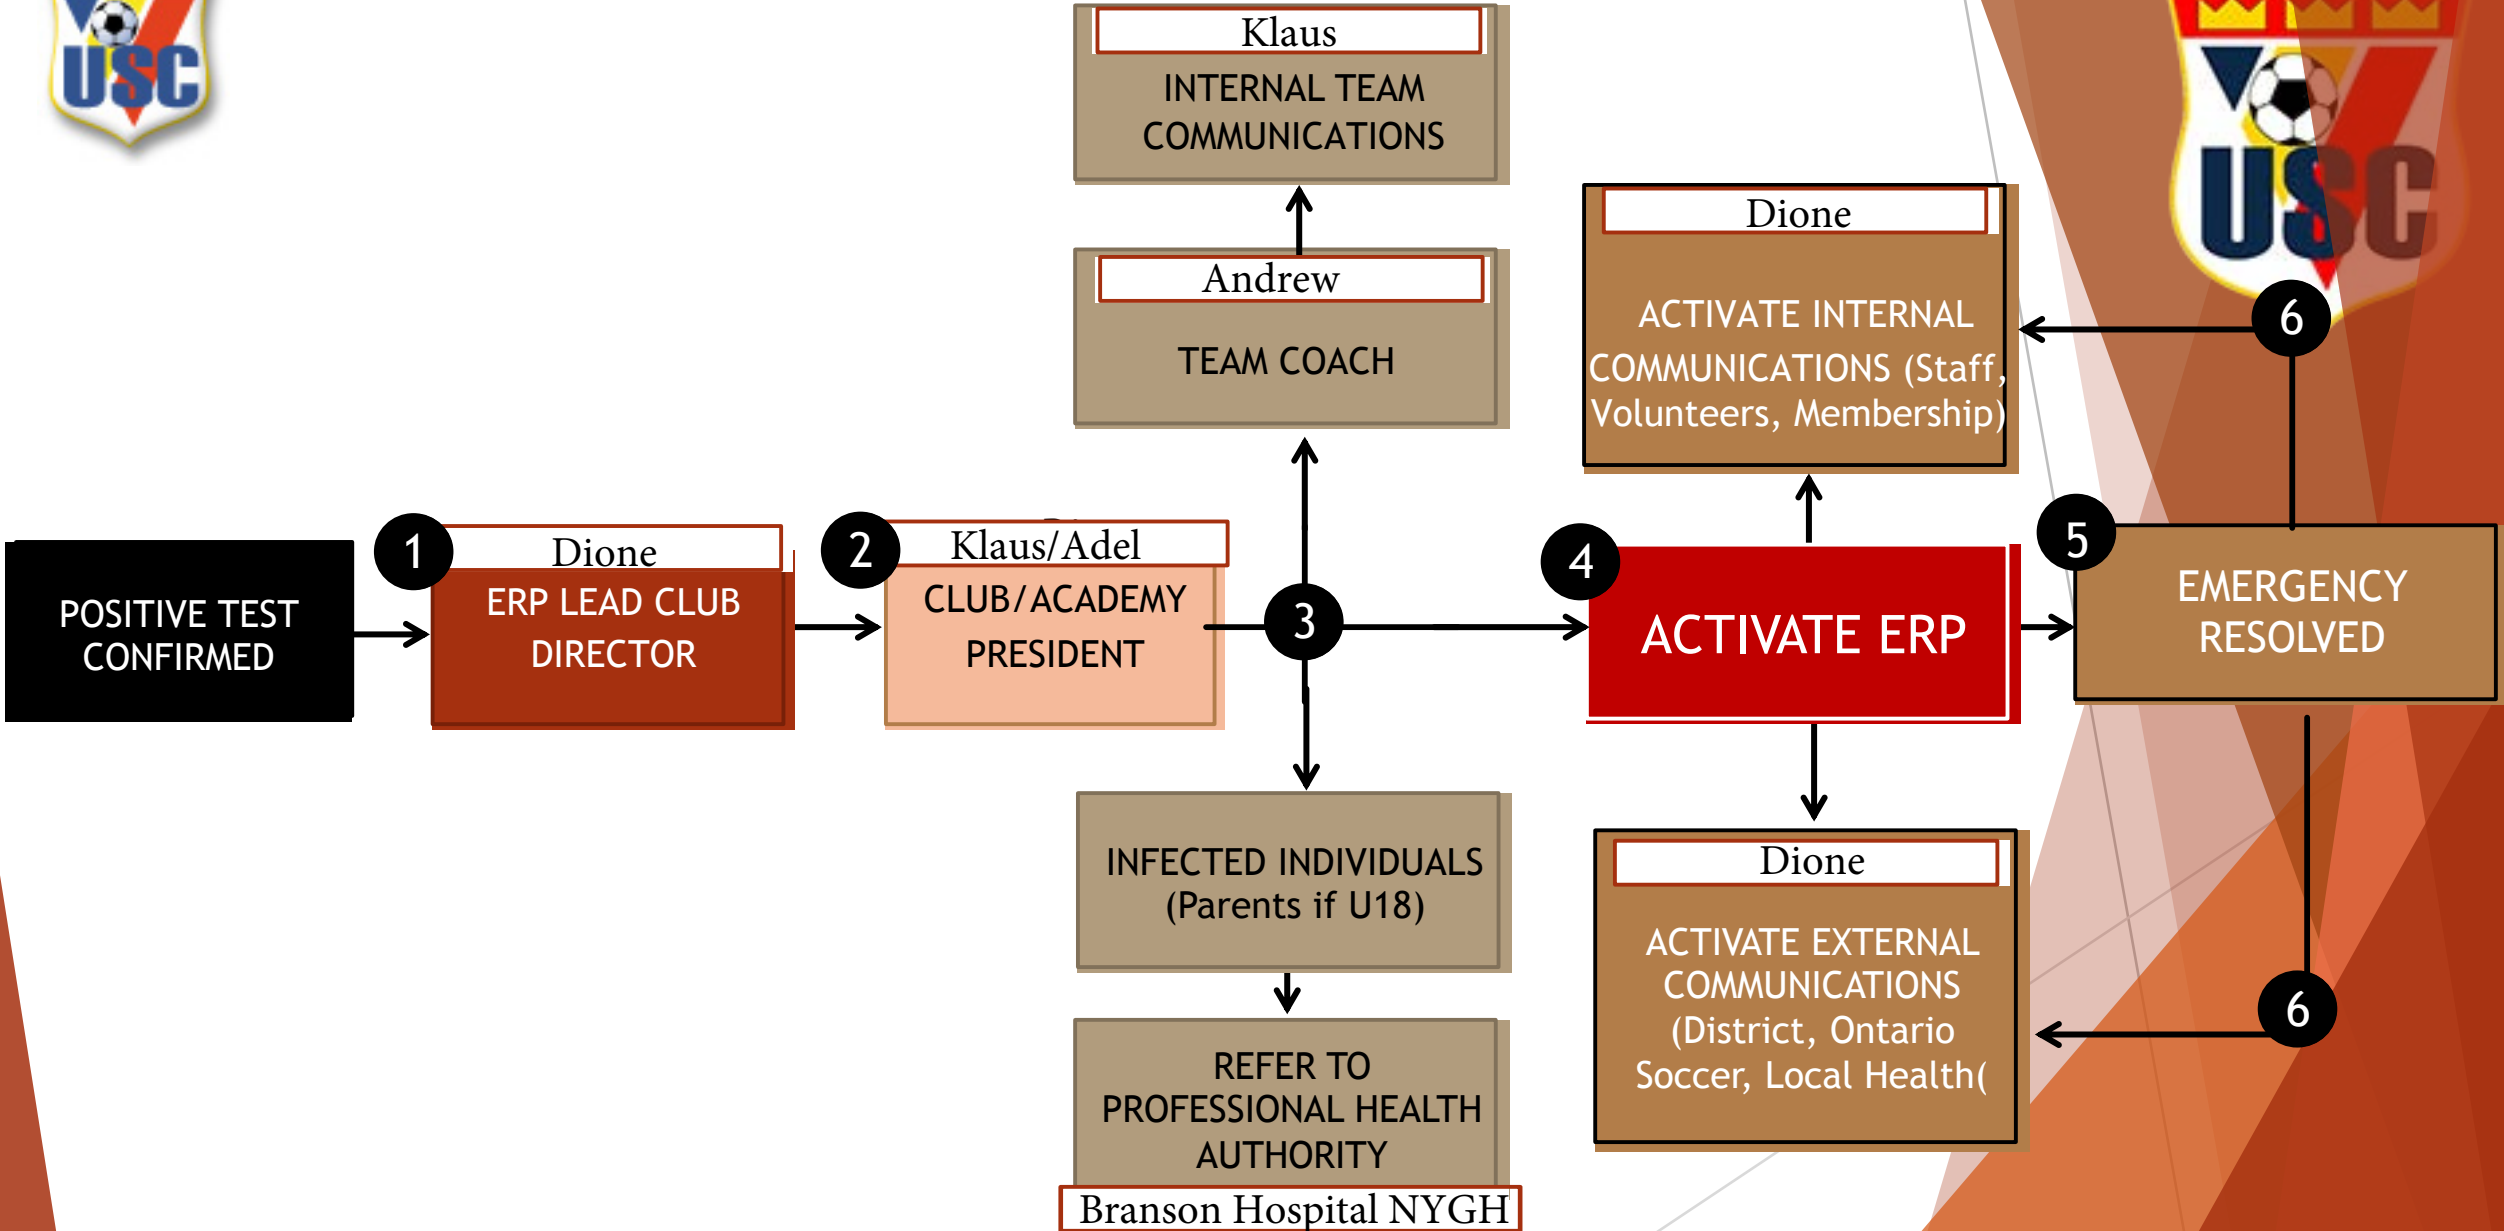 USC
Klaus
INTERNAL TEAM
COMMUNICATIONS
USC
Dione
ACTIVATE INTERNAL
COMMUNICATIONS (Staff,
Volunteers, Membership)
6
Andrew
TEAM COACH
POSITIVE TEST
CONFIRMED
1
Dione
ERP LEAD CLUB
DIRECTOR
2
Klaus/Adel
CLUB/ACADEMY
PRESIDENT
3
4
ACTIVATE ERP
5
EMERGENCY
RESOLVED
INFECTED INDIVIDUALS
(Parents if U18)
REFER TO
PROFESSIONAL HEALTH
AUTHORITY
Branson Hospital NYGH
Dione
ACTIVATE EXTERNAL
COMMUNICATIONS
(District, Ontario
Soccer, Local Health(
6